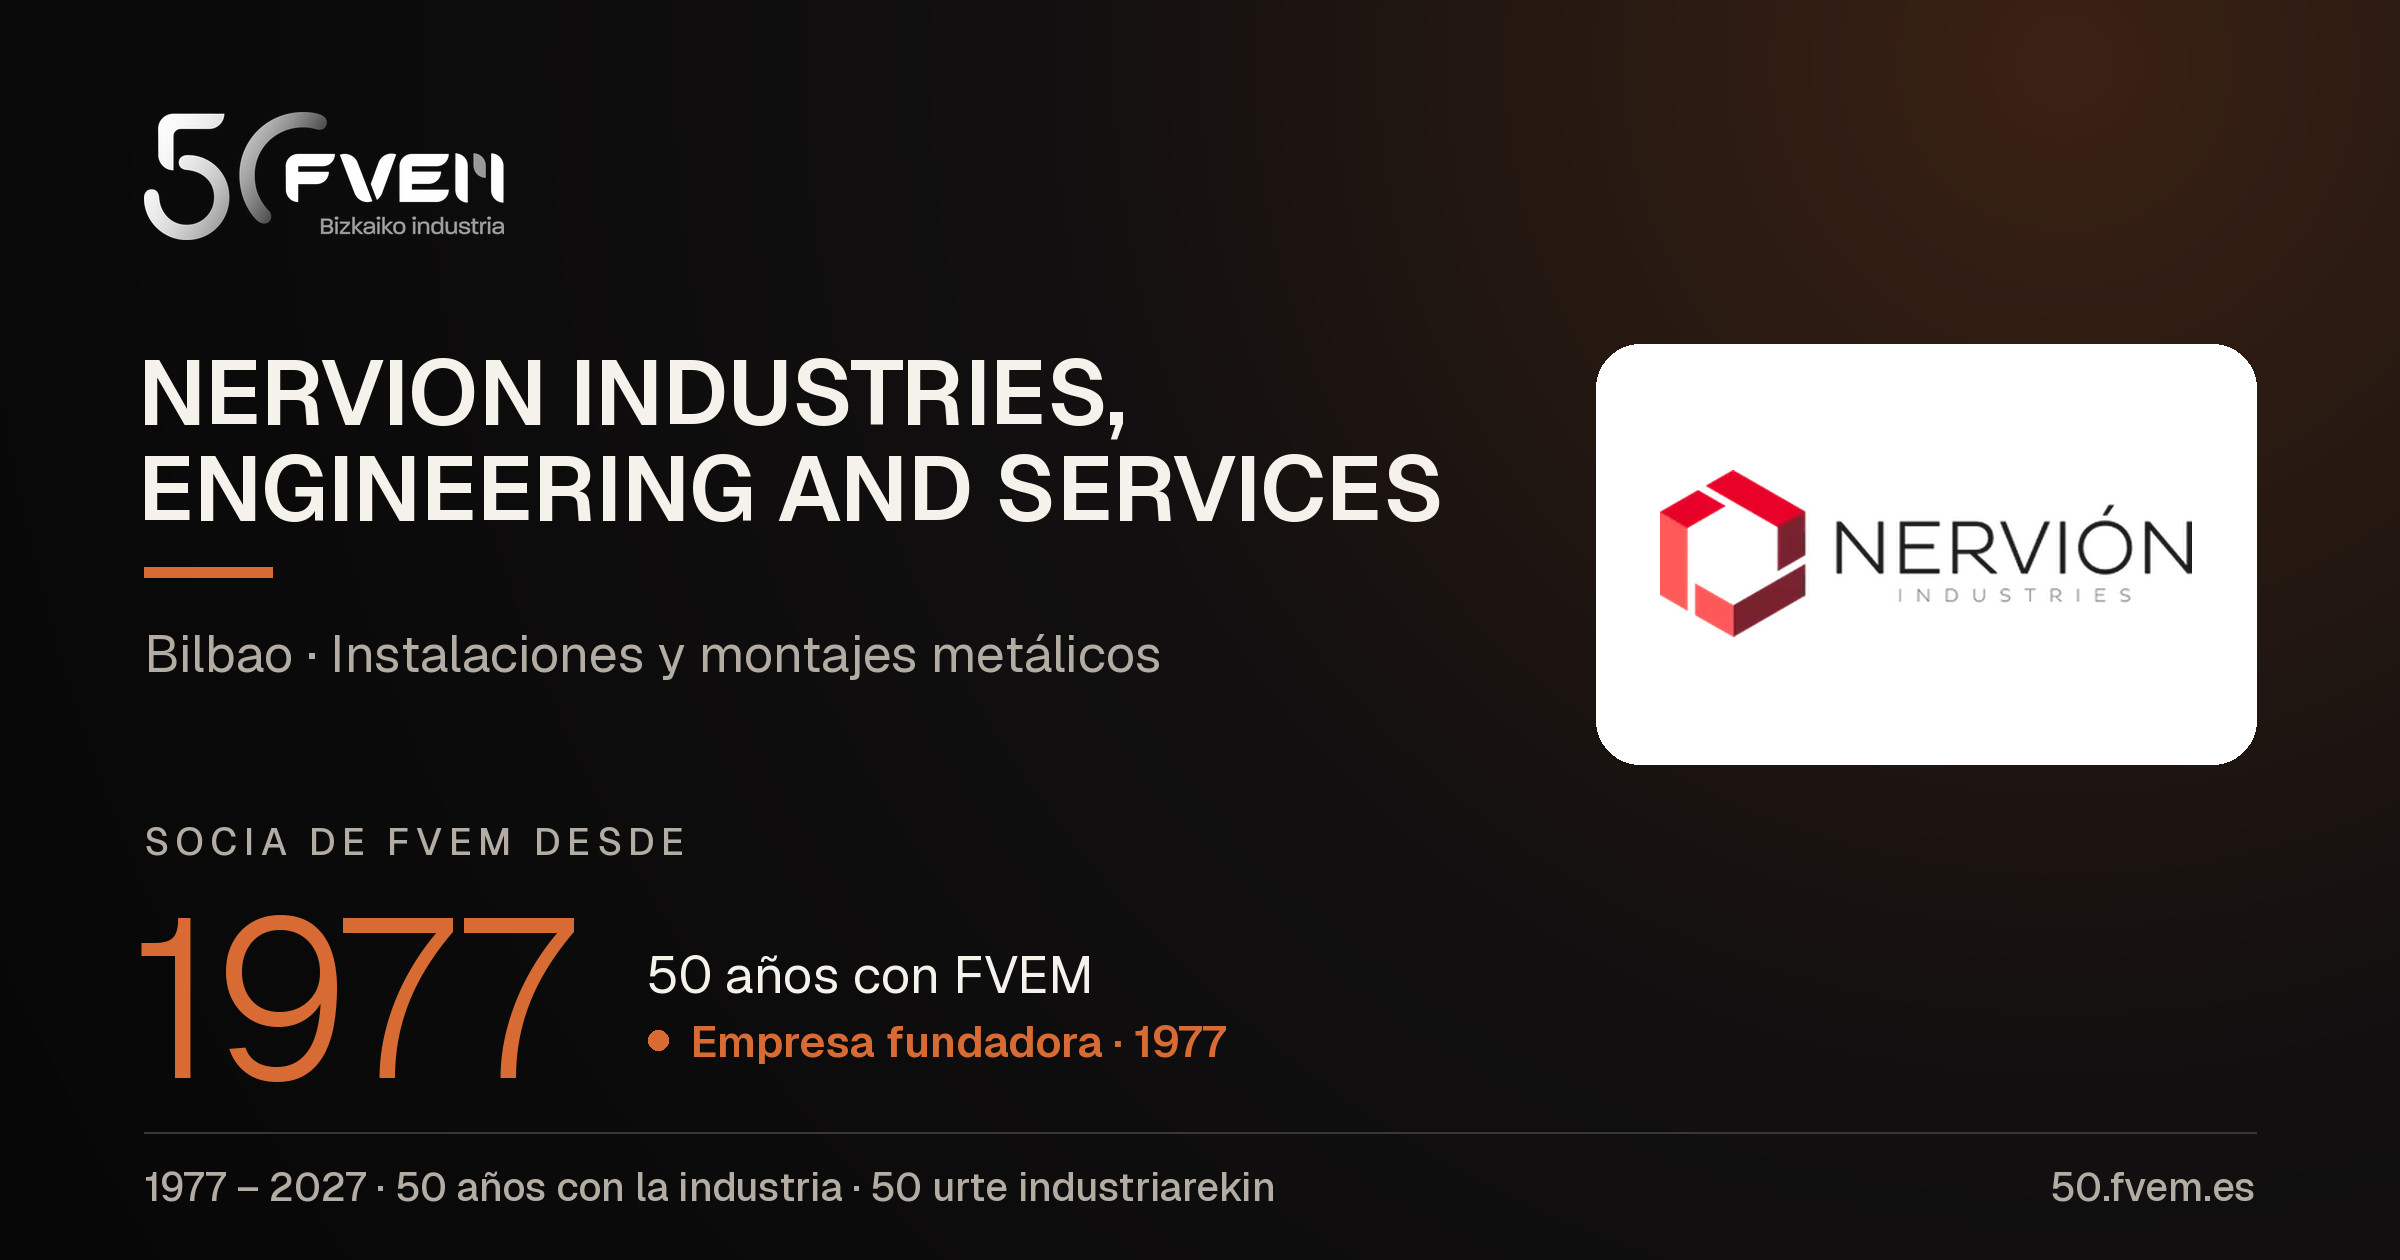 50 FVEM
Bizkaiko industria
NERVION INDUSTRIES,
ENGINEERING AND SERVICES
Bilbao · Instalaciones y montajes metálicos
NERVIÓN
INDUSTRIES
SOCIA DE FVEM DESDE
1977
50 años con FVEM
Empresa fundadora · 1977
1977 – 2027 · 50 años con la industria · 50 urte industriarekin
50.fvem.es